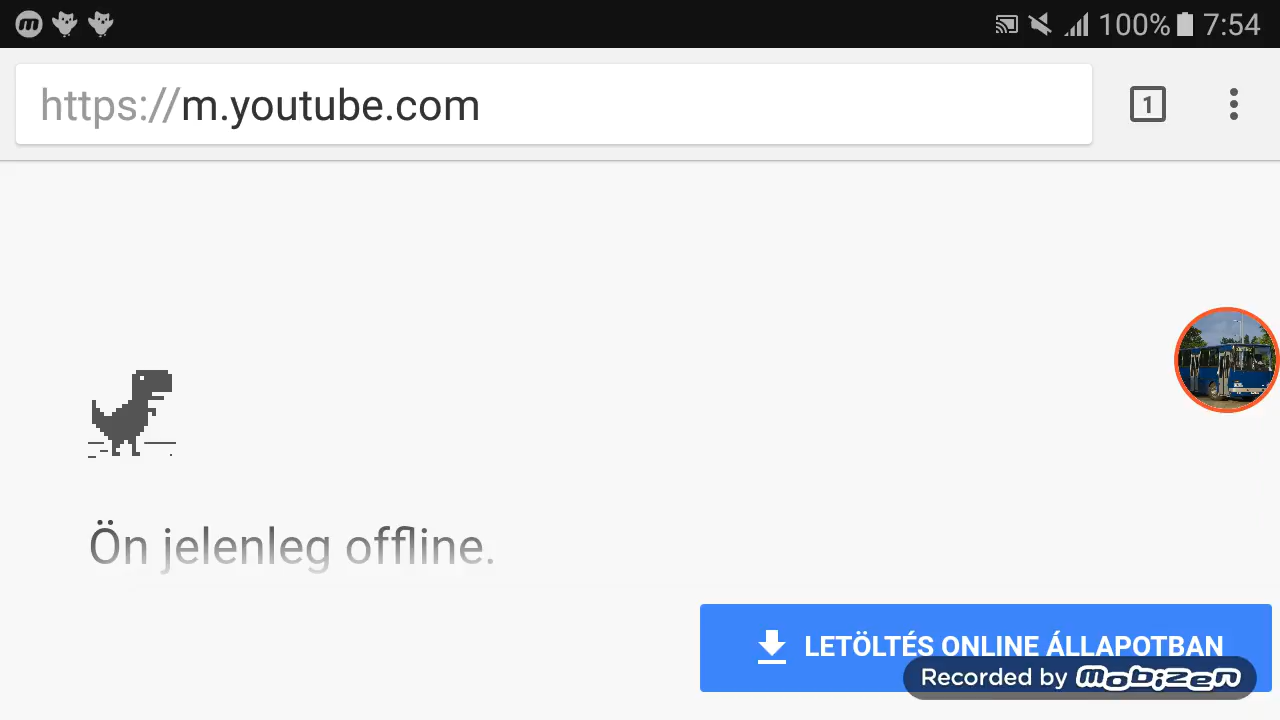 100% 7:54
https://m.youtube.com
1
Ön jelenleg offline.
LETÖLTÉS ONLINE ÁLLAPOTBAN
Recorded by mobizen